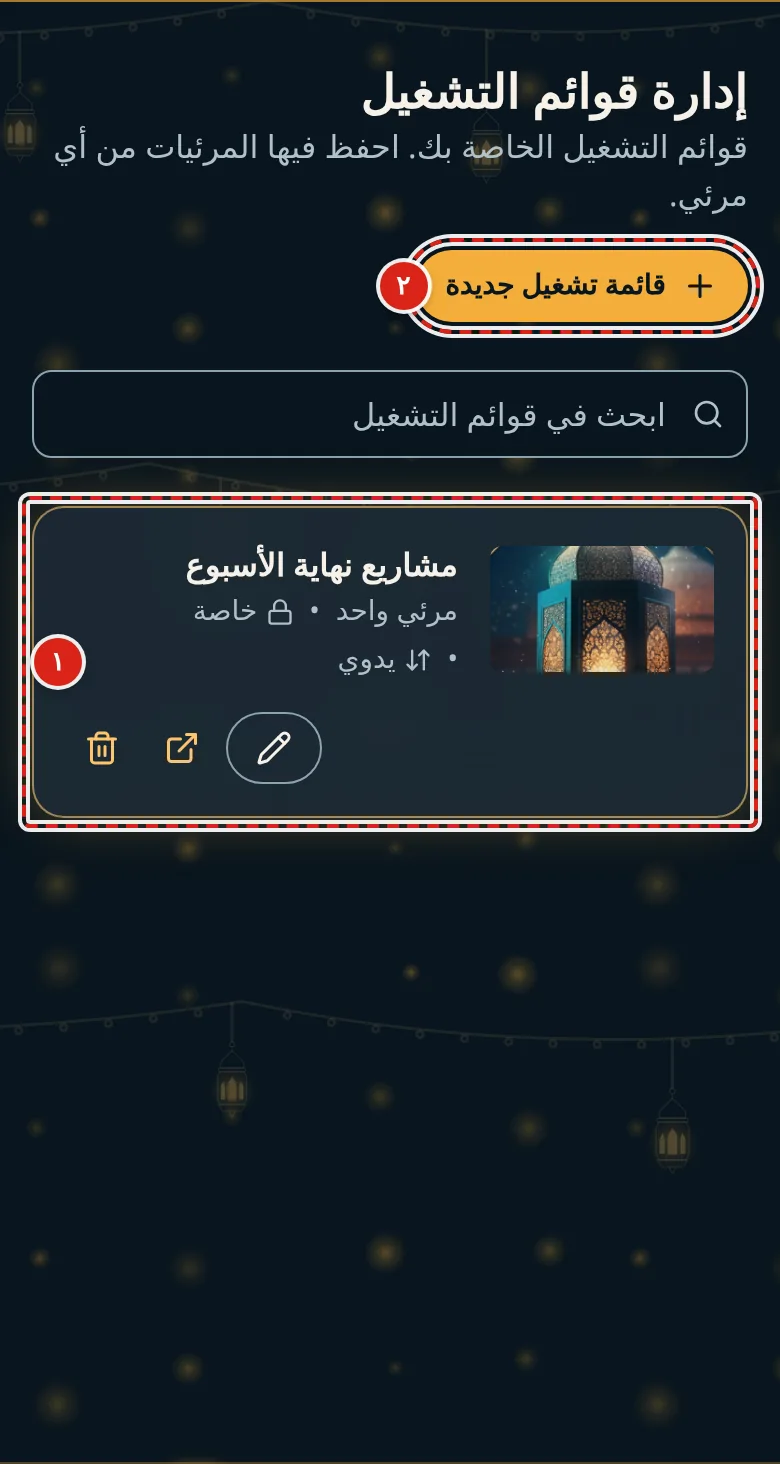 إدارة قوائم التشغيل
قوائم التشغيل الخاصة بك. احفظ فيها المرئيات من أي
مرئي.
قائمة تشغيل جديدة
٢
ابحث في قوائم التشغيل
مشاريع نهاية الأسبوع
مرئي واحد • خاصة
• يدوي
١